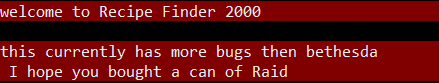 welcome to Recipe Finder 2000
this currently has more bugs then bethesda
I hope you bought a can of Raid